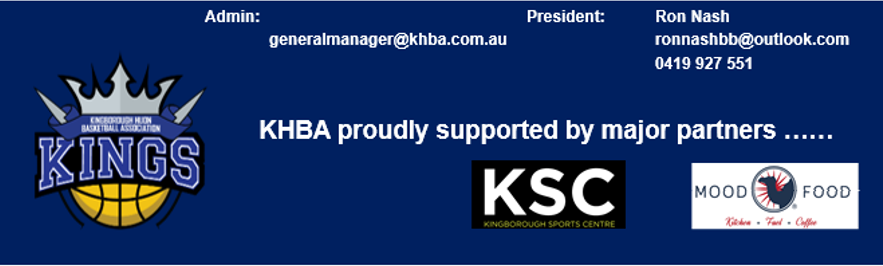 Admin:
generalmanager@khba.com.au
President: Ron Nash
ronnashbb@outlook.com
0419 927 551
KINGBOROUGH HUON
BASKETBALL ASSOCIATION
KINGS
KHBA proudly supported by major partners ……
KSC
KINGBOROUGH SPORTS CENTRE
MOOD FOOD
Kitchen • Fuel • Coffee